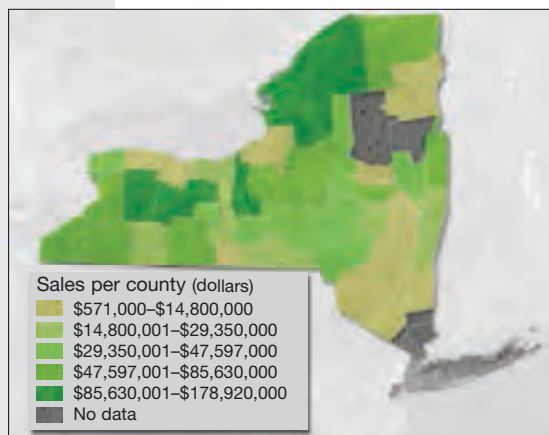 Sales per county (dollars)
$571,000–$14,800,000
$14,800,001–$29,350,000
$29,350,001–$47,597,000
$47,597,001–$85,630,000
$85,630,001–$178,920,000
No data